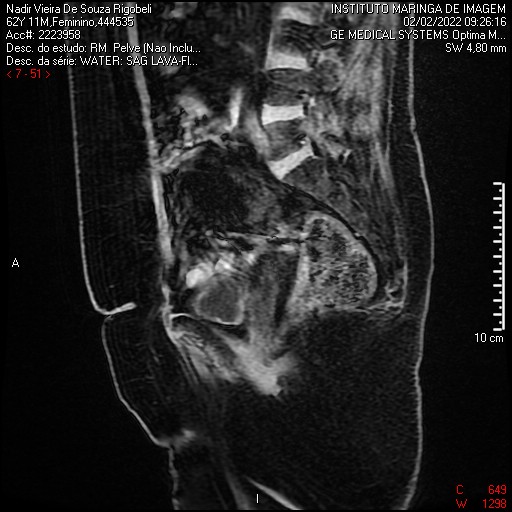 Nadir Vieira De Souza Rigobeli
62Y 11M,Feminino,444535
Acc#: 2223958
Desc. do estudo: RM Pelve (Nao Inclu...
Desc. da série: WATER: SAG LAVA-Fl...
< 7 - 51 >
INSTITUTO MARINGA DE IMAGEM
02/02/2022 09:26:16
GE MEDICAL SYSTEMS Optima M...
SW 4,80 mm
A
10 cm
I
C 649
W 1298